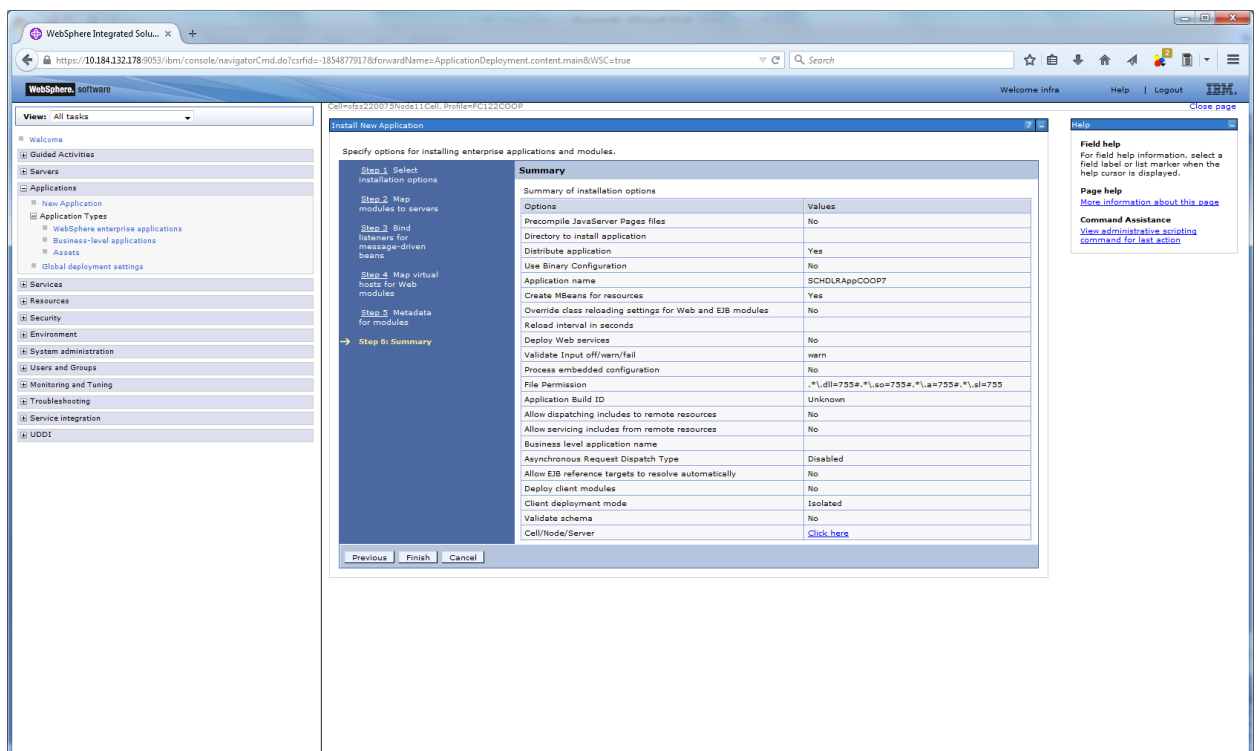 WebSphere Integrated Solu... × +
https://10.184.132.178:9053/ibm/console/navigatorCmd.do?csrfid=-1854877917&forwardName=ApplicationDeployment.content.main&WSC=true
Search
2
WebSphere. software
Welcome infra
Help | Logout
IBM.
View: All tasks
Welcome
Guided Activities
Servers
Applications
New Application
Application Types
WebSphere enterprise applications
Business-level applications
Assets
Global deployment settings
Services
Resources
Security
Environment
System administration
Users and Groups
Monitoring and Tuning
Troubleshooting
Service integration
UDDI
Cell=ofss220075Node11Cell, Profile=FC122COOP
Close page
Install New Application
? -
Specify options for installing enterprise applications and modules.
Step 1 Select
installation options
Step 2 Map
modules to servers
Step 3 Bind
listeners for
message-driven
beans
Step 4 Map virtual
hosts for Web
modules
Step 5 Metadata
for modules
Step 6: Summary
Summary
Summary of installation options
Options Values
Precompile JavaServer Pages files No
Directory to install application
Distribute application Yes
Use Binary Configuration No
Application name SCHDLRAppCOOP7
Create MBeans for resources Yes
Override class reloading settings for Web and EJB modules No
Reload interval in seconds
Deploy Web services No
Validate Input off/warn/fail warn
Process embedded configuration No
File Permission .*\.dll=755#.*\.so=755#.*\.a=755#.*\.sl=755
Application Build ID Unknown
Allow dispatching includes to remote resources No
Allow servicing includes from remote resources No
Business level application name
Asynchronous Request Dispatch Type Disabled
Allow EJB reference targets to resolve automatically No
Deploy client modules No
Client deployment mode Isolated
Validate schema No
Cell/Node/Server Click here
Previous Finish Cancel
Help
Field help
For field help information, select a
field label or list marker when the
help cursor is displayed.
Page help
More information about this page
Command Assistance
View administrative scripting
command for last action